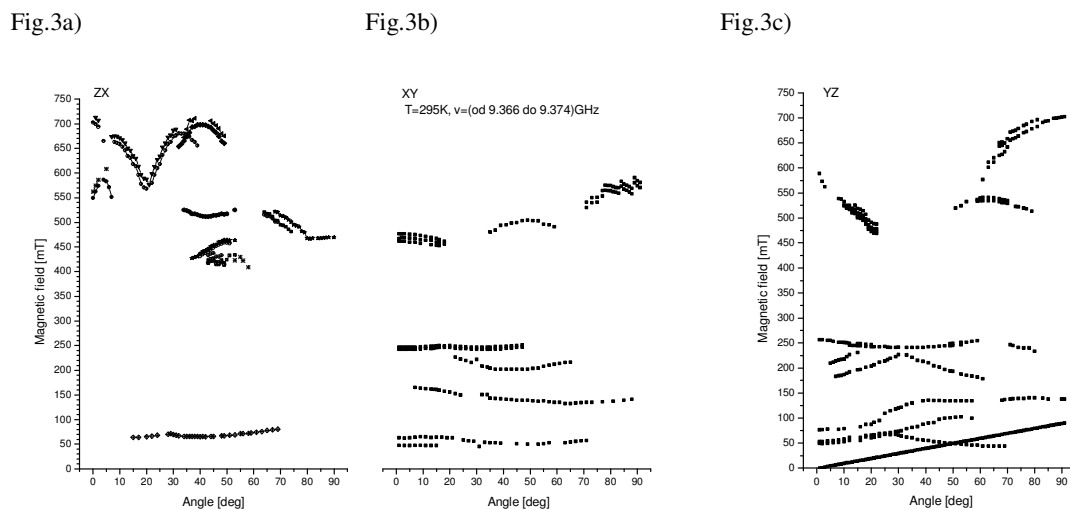 Fig.3a)
Fig.3b)
Fig.3c)
ZX
750
700
650
600
550
500
450
400
350
300
250
200
150
100
50
0
Magnetic field [mT]
0 10 20 30 40 50 60 70 80 90
Angle [deg]
XY
T=295K, v=(od 9.366 do 9.374)GHz
0 10 20 30 40 50 60 70 80 90
Angle [deg]
YZ
750
700
650
600
550
500
450
400
350
300
250
200
150
100
50
0
Magnetic field [mT]
0 10 20 30 40 50 60 70 80 90
Angle [deg]